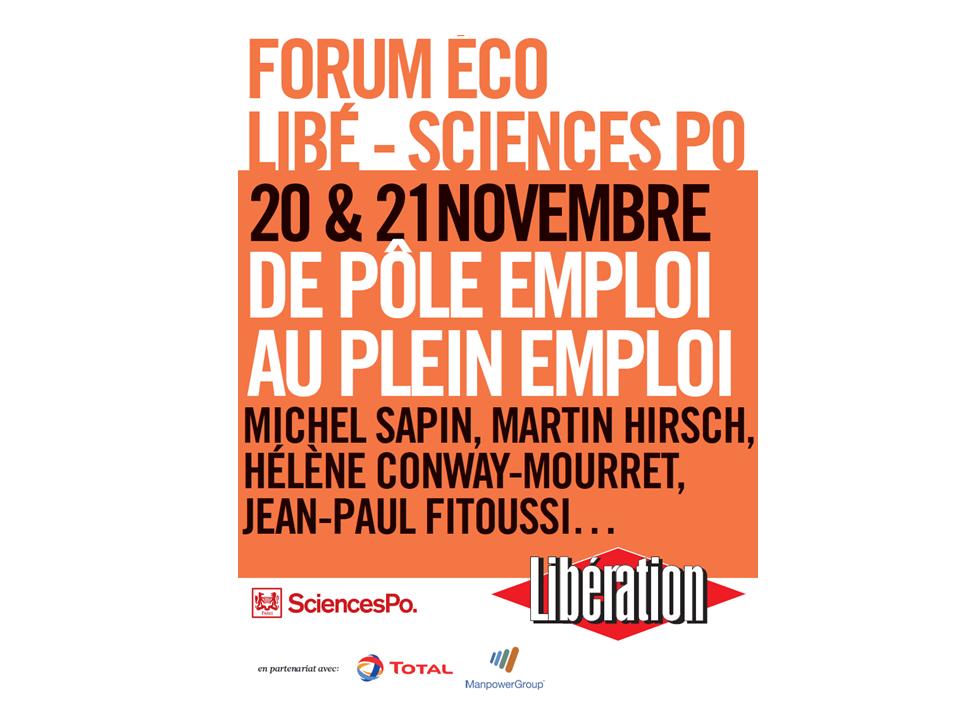 FORUM ÉCO
LIBÉ - SCIENCES PO
20 & 21 NOVEMBRE
DE PÔLE EMPLOI
AU PLEIN EMPLOI
MICHEL SAPIN, MARTIN HIRSCH,
HÉLÈNE CONWAY-MOURRET,
JEAN-PAUL FITOUSSI...
PARIS
SciencesPo.
Libération
en partenariat avec:
TOTAL
ManpowerGroup